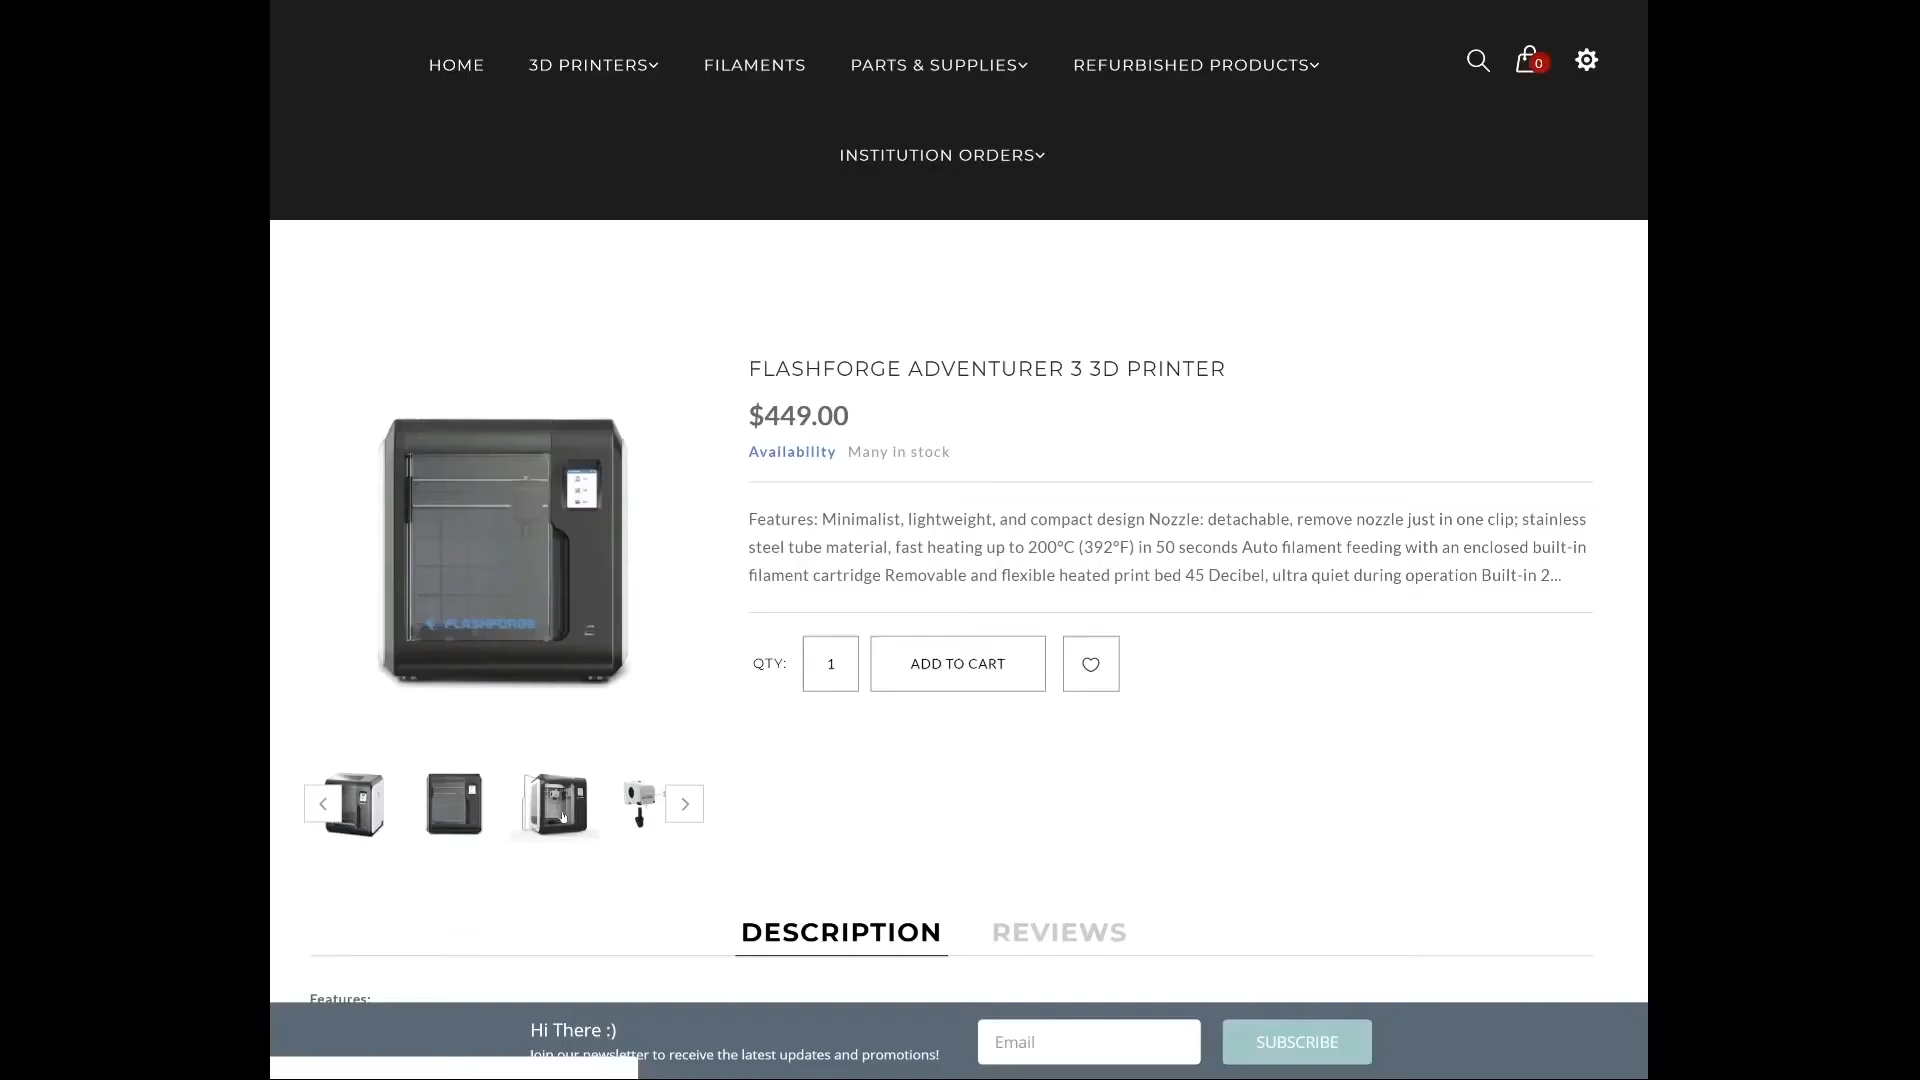 HOME 3D PRINTERS FILAMENTS PARTS & SUPPLIES REFURBISHED PRODUCTS 0
INSTITUTION ORDERS
FLASHFORGE ADVENTURER 3 3D PRINTER
$449.00
Availability Many in stock
Features: Minimalist, lightweight, and compact design Nozzle: detachable, remove nozzle just in one clip; stainless
steel tube material, fast heating up to 200°C (392°F) in 50 seconds Auto filament feeding with an enclosed built-in
filament cartridge Removable and flexible heated print bed 45 Decibel, ultra quiet during operation Built-in 2...
FLASHFORGE
QTY: 1 ADD TO CART
DESCRIPTION REVIEWS
Features:
Hi There :)
Join our newsletter to receive the latest updates and promotions!
Email SUBSCRIBE